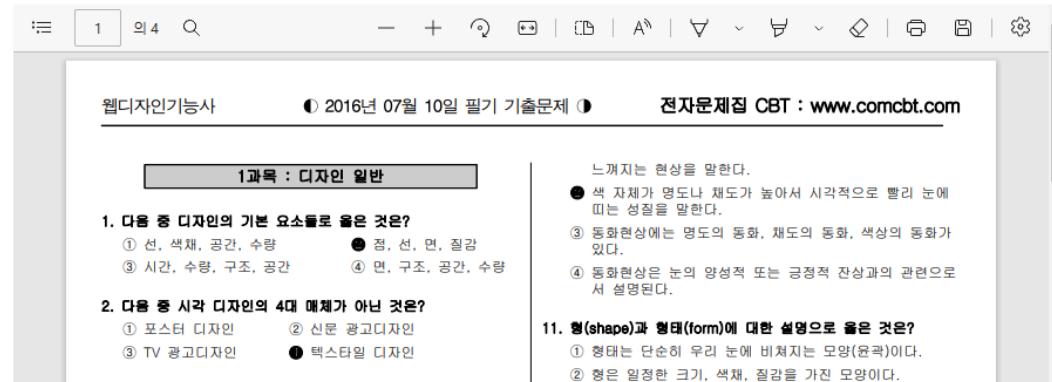 1 의 4
웹디자인기능사 ◐ 2016년 07월 10일 필기 기출문제 ◑ 전자문제집 CBT : www.comcbt.com
1과목 : 디자인 일반
1. 다음 중 디자인의 기본 요소들로 옳은 것은?
① 선, 색채, 공간, 수량 ❷ 점, 선, 면, 질감
③ 시간, 수량, 구조, 공간 ④ 면, 구조, 공간, 수량
2. 다음 중 시각 디자인의 4대 매체가 아닌 것은?
① 포스터 디자인 ② 신문 광고디자인
③ TV 광고디자인 ❹ 텍스타일 디자인
느껴지는 현상을 말한다.
❷ 색 자체가 명도나 채도가 높아서 시각적으로 빨리 눈에
띠는 성질을 말한다.
③ 동화현상에는 명도의 동화, 채도의 동화, 색상의 동화가
있다.
④ 동화현상은 눈의 양성적 또는 긍정적 잔상과의 관련으로
서 설명된다.
11. 형(shape)과 형태(form)에 대한 설명으로 옳은 것은?
① 형태는 단순히 우리 눈에 비쳐지는 모양(윤곽)이다.
② 형은 일정한 크기, 색채, 질감을 가진 모양이다.